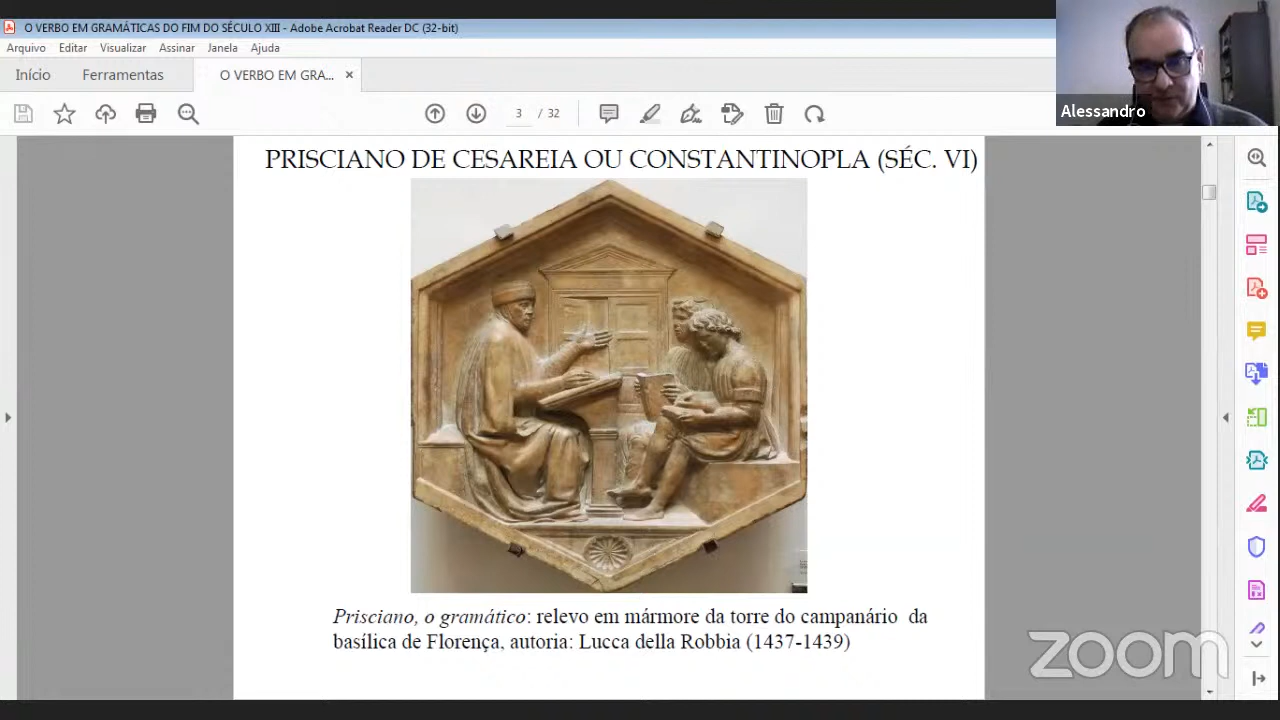 O VERBO EM GRAMÁTICAS DO FIM DO SÉCULO XIII - Adobe Acrobat Reader DC (32-bit)
Arquivo Editar Visualizar Assinar Janela Ajuda
Início Ferramentas O VERBO EM GRA... ×
3 / 32
Alessandro
PRISCIANO DE CESAREIA OU CONSTANTINOPLA (SÉC. VI)
Prisciano, o gramático: relevo em mármore da torre do campanário da
basílica de Florença, autoria: Lucca della Robbia (1437-1439)
zoom